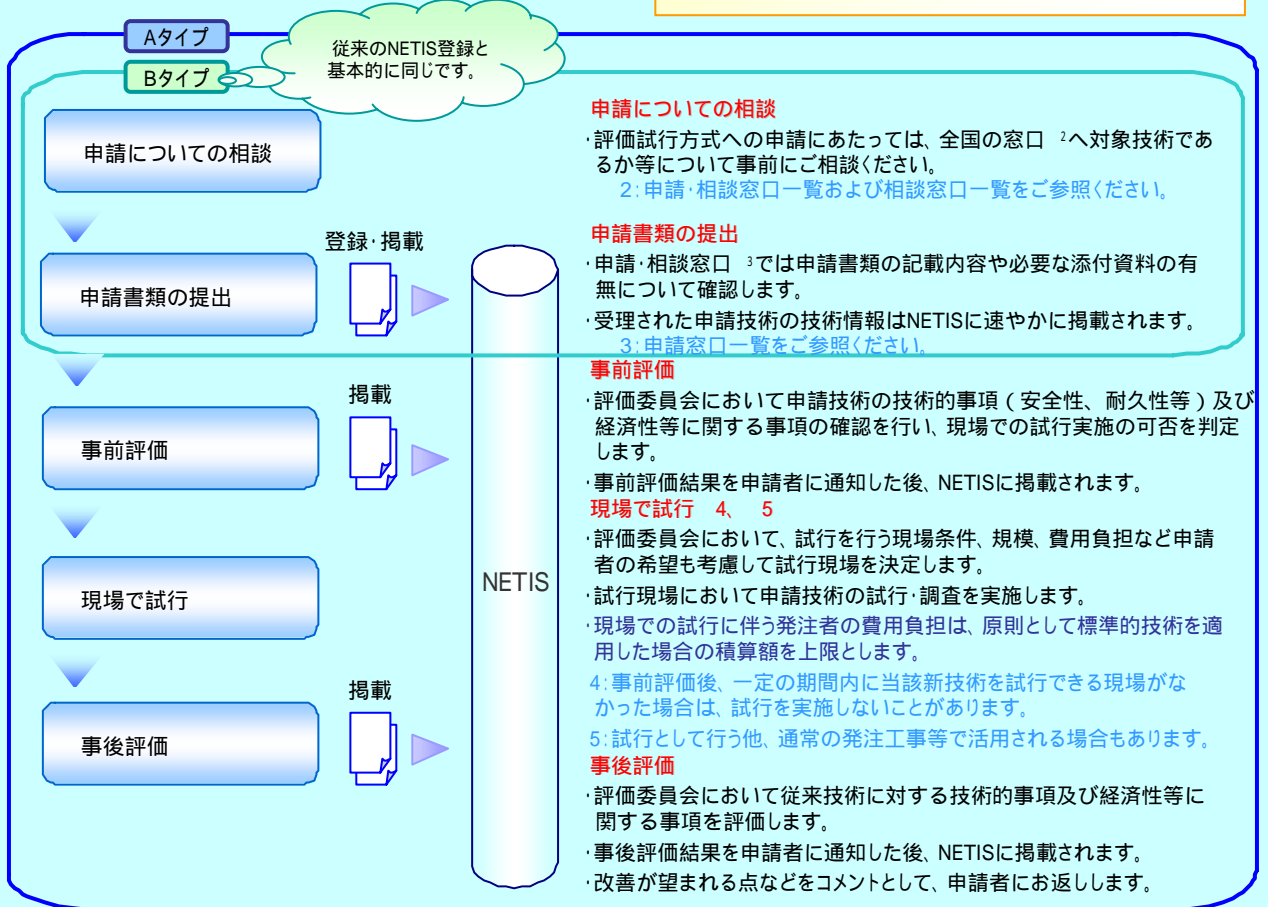 Aタイプ
Bタイプ
従来のNETIS登録と
基本的に同じです。
申請についての相談
申請書類の提出
登録・掲載
事前評価
掲載
現場で試行
事後評価
掲載
NETIS
申請についての相談
・評価試行方式への申請にあたっては、全国の窓口 2へ対象技術であ
るか等について事前にご相談ください。
2:申請・相談窓口一覧および相談窓口一覧をご参照ください。
申請書類の提出
・申請・相談窓口 3では申請書類の記載内容や必要な添付資料の有
無について確認します。
・受理された申請技術の技術情報はNETISに速やかに掲載されます。
3:申請窓口一覧をご参照ください。
事前評価
・評価委員会において申請技術の技術的事項（安全性、耐久性等）及び
経済性等に関する事項の確認を行い、現場での試行実施の可否を判定
します。
・事前評価結果を申請者に通知した後、NETISに掲載されます。
現場で試行 4、 5
・評価委員会において、試行を行う現場条件、規模、費用負担など申請
者の希望も考慮して試行現場を決定します。
・試行現場において申請技術の試行・調査を実施します。
・現場での試行に伴う発注者の費用負担は、原則として標準的技術を適
用した場合の積算額を上限とします。
4:事前評価後、一定の期間内に当該新技術を試行できる現場がな
かった場合は、試行を実施しないことがあります。
5:試行として行う他、通常の発注工事等で活用される場合もあります。
事後評価
・評価委員会において従来技術に対する技術的事項及び経済性等に
関する事項を評価します。
・事後評価結果を申請者に通知した後、NETISに掲載されます。
・改善が望まれる点などをコメントとして、申請者にお返しします。